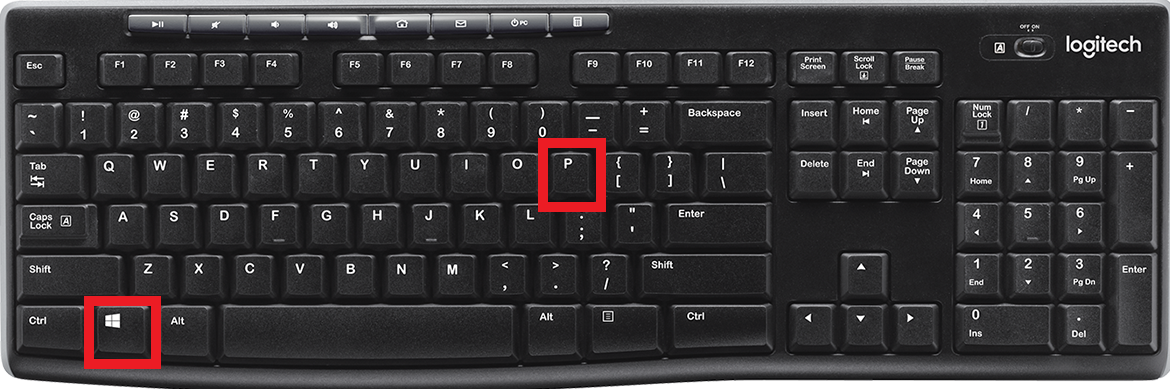 PC
OFF ON
A
logitech
Esc F1 F2 F3 F4 F5 F6 F7 F8 F9 F10 F11 F12 Print Screen Scroll Lock Pause Break
~ ` ! 1 @ 2 # 3 $ 4 % 5 ^ 6 & 7 * 8 ( 9 ) 0 — – + = Backspace Insert Home Page Up Num Lock / * –
Tab Q W E R T Y U I O P { [ } ] | \ Delete End Page Down 7 Home 8 9 Pg Up +
Caps Lock A A S D F G H J K L : ; " ' Enter 4 5 6
Shift Z X C V B N M < , > . ? / Shift 1 End 2 3 Pg Dn Enter
Ctrl Alt Alt Ctrl 0 Ins . Del